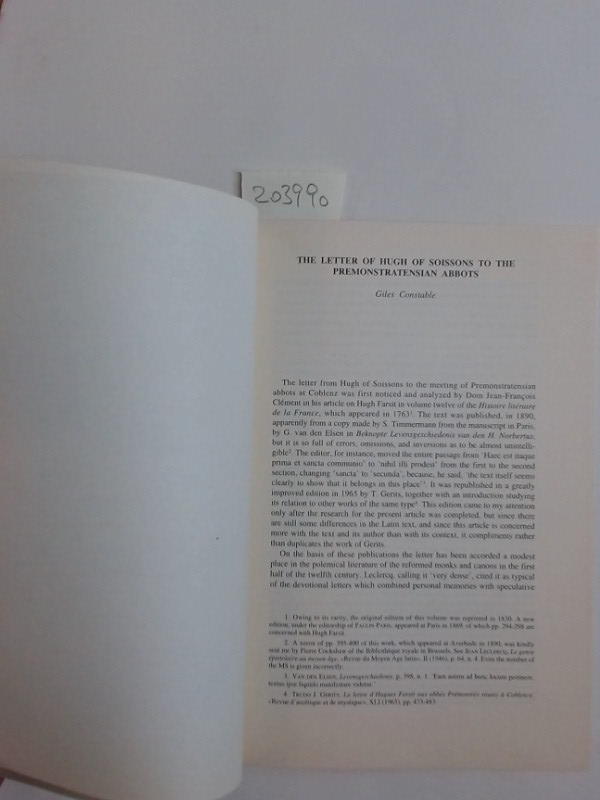 203990
THE LETTER OF HUGH OF SOISSONS TO THE
PREMONSTRATENSIAN ABBOTS
Giles Constable
The letter from Hugh of Soissons to the meeting of Premonstratensian
abbots at Coblenz was first noticed and analyzed by Dom Jean-François
Clément in his article on Hugh Farsit in volume twelve of the Histoire litéraire
de la France, which appeared in 1763¹. The text was published, in 1890,
apparently from a copy made by S. Timmermann from the manuscript in Paris,
by G. van den Elsen in Beknopte Levensgeschiedenis van den H. Norbertus,
but it is so full of errors, omissions, and inversions as to be almost unintelli-
gible². The editor, for instance, moved the entire passage from 'Haec est itaque
prima et sancta communio' to 'nihil illi prodest' from the first to the second
section, changing 'sancta' to 'secunda', because, he said, 'the text itself seems
clearly to show that it belongs in this place'³. It was republished in a greatly
improved edition in 1965 by T. Gerits, together with an introduction studying
its relation to other works of the same type⁴. This edition came to my attention
only after the research for the present article was completed, but since there
are still some differences in the Latin text, and since this article is concerned
more with the text and its author than with its context, it compliments rather
than duplicates the work of Gerits.
On the basis of these publications the letter has been accorded a modest
place in the polemical literature of the reformed monks and canons in the first
half of the twelfth century. Leclercq, calling it 'very dense', cited it as typical
of the devotional letters which combined personal memories with speculative
1. Owing to its rarity, the original edition of this volume was reprinted in 1830. A new
edition, under the editorship of PAULIN PARIS, appeared at Paris in 1869, of which pp. 294-298 are
concerned with Hugh Farsit.
2. A xerox of pp. 395-400 of this work, which appeared at Averbode in 1890, was kindly
sent me by Pierre Cockshaw of the Bibliothèque royale in Brussels. See JEAN LECLERCQ, Le genre
épistolaire au moyen âge, «Revue du Moyen Age latin», II (1946), p. 64, n. 4. Even the number of
the MS is given incorrectly.
3. VAN DEN ELSEN, Levensgeschiedenis, p. 398, n. 1.
4. TRUDO J. GERITS, La lettre d'Hugues Farsit aux abbés Prémontrés réunis à Coblence,
«Revue d'ascétique et de mystique», XLI (1965), pp. 473-483.